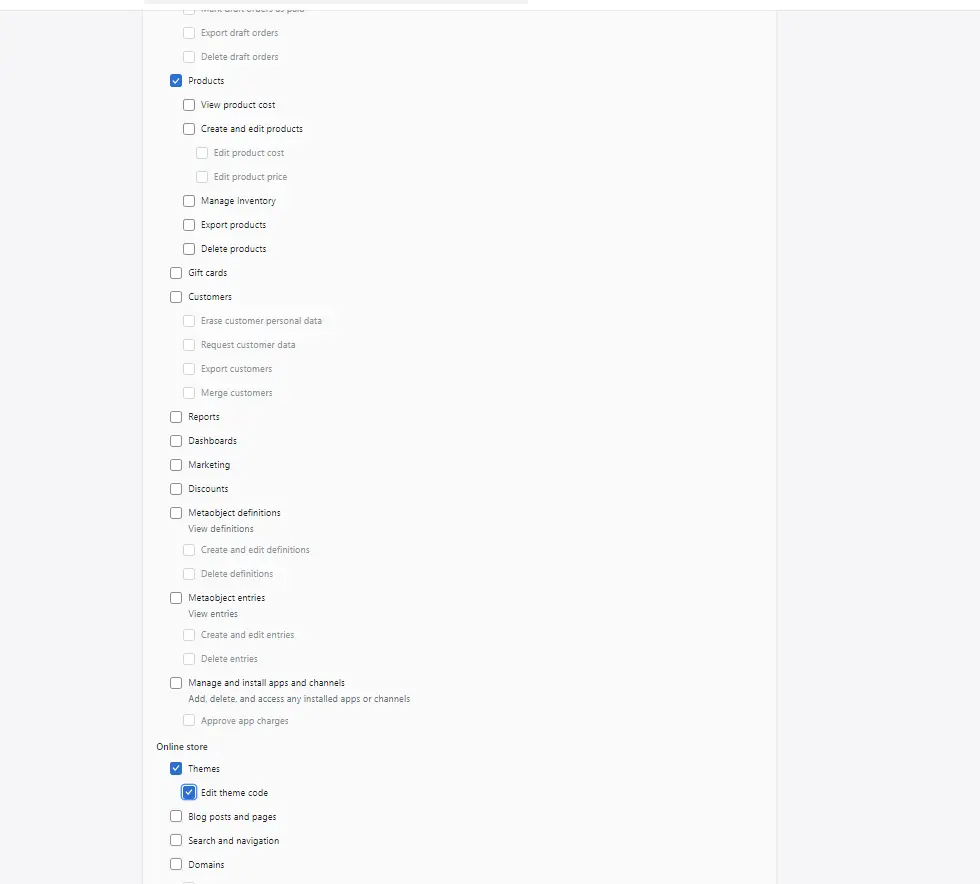 Mark draft orders as paid
Export draft orders
Delete draft orders
Products
View product cost
Create and edit products
Edit product cost
Edit product price
Manage Inventory
Export products
Delete products
Gift cards
Customers
Erase customer personal data
Request customer data
Export customers
Merge customers
Reports
Dashboards
Marketing
Discounts
Metaobject definitions
View definitions
Create and edit definitions
Delete definitions
Metaobject entries
View entries
Create and edit entries
Delete entries
Manage and install apps and channels
Add, delete, and access any installed apps or channels
Approve app charges
Online store
Themes
Edit theme code
Blog posts and pages
Search and navigation
Domains